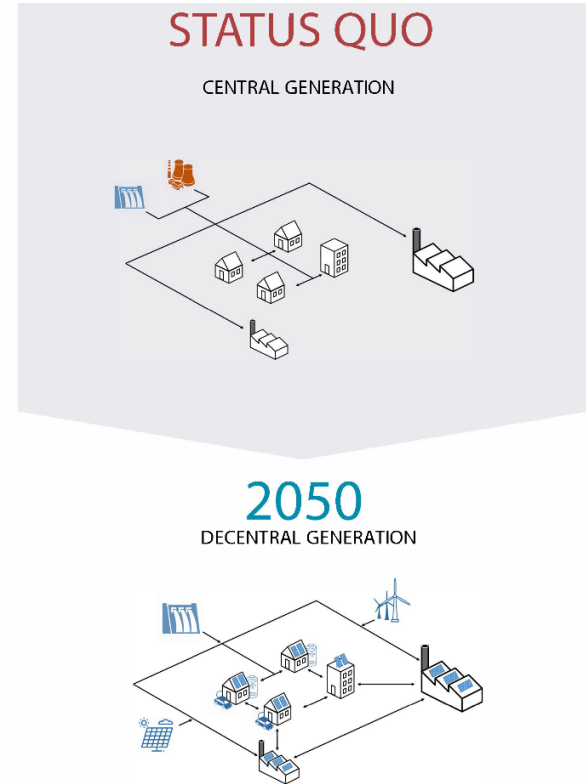 STATUS QUO
CENTRAL GENERATION
2050
DECENTRAL GENERATION